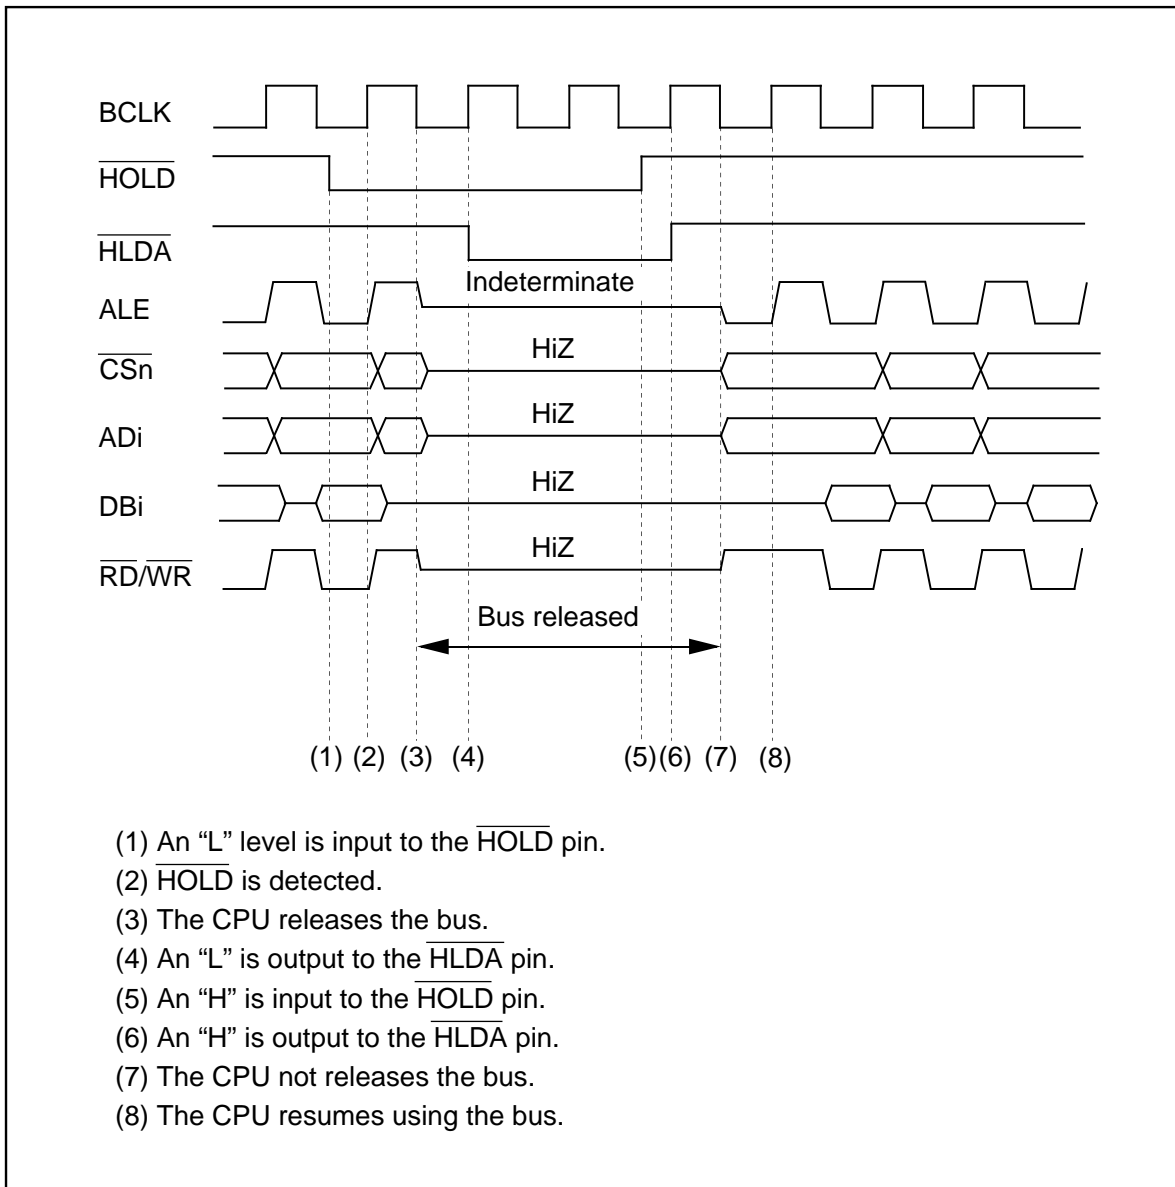 BCLK
HOLD
HLDA
Indeterminate
ALE
HiZ
CSn
HiZ
ADi
HiZ
DBi
HiZ
RD/WR
Bus released
(1) (2) (3) (4) (5) (6) (7) (8)
(1) An “L” level is input to the HOLD pin.
(2) HOLD is detected.
(3) The CPU releases the bus.
(4) An “L” is output to the HLDA pin.
(5) An “H” is input to the HOLD pin.
(6) An “H” is output to the HLDA pin.
(7) The CPU not releases the bus.
(8) The CPU resumes using the bus.